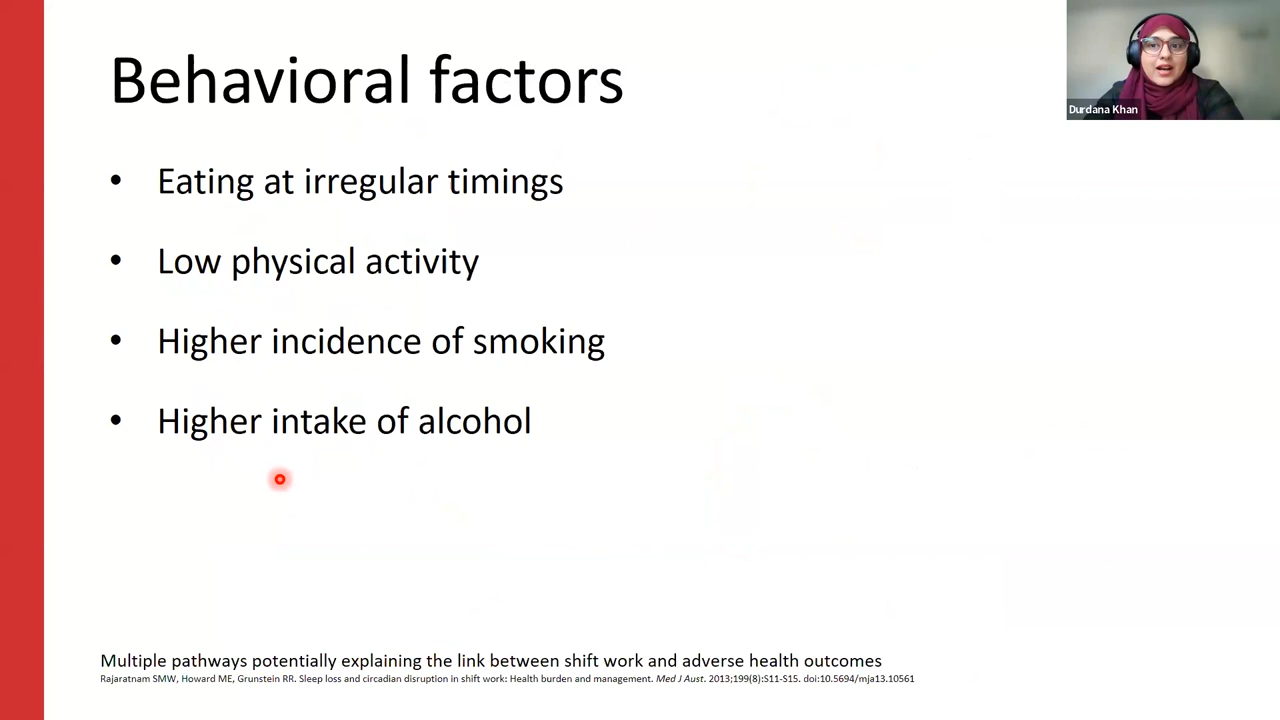 Behavioral factors
Durdana Khan
• Eating at irregular timings
• Low physical activity
• Higher incidence of smoking
• Higher intake of alcohol
Multiple pathways potentially explaining the link between shift work and adverse health outcomes
Rajaratnam SMW, Howard ME, Grunstein RR. Sleep loss and circadian disruption in shift work: Health burden and management. Med J Aust. 2013;199(8):S11-S15. doi:10.5694/mja13.10561